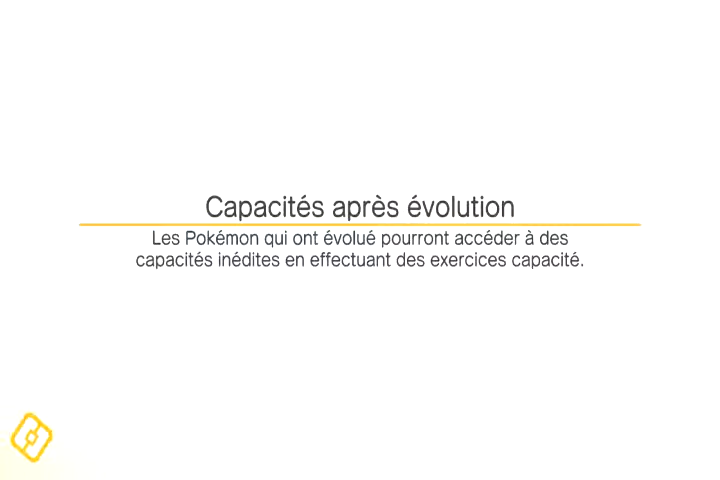 Capacités après évolution
Les Pokémon qui ont évolué pourront accéder à des
capacités inédites en effectuant des exercices capacité.